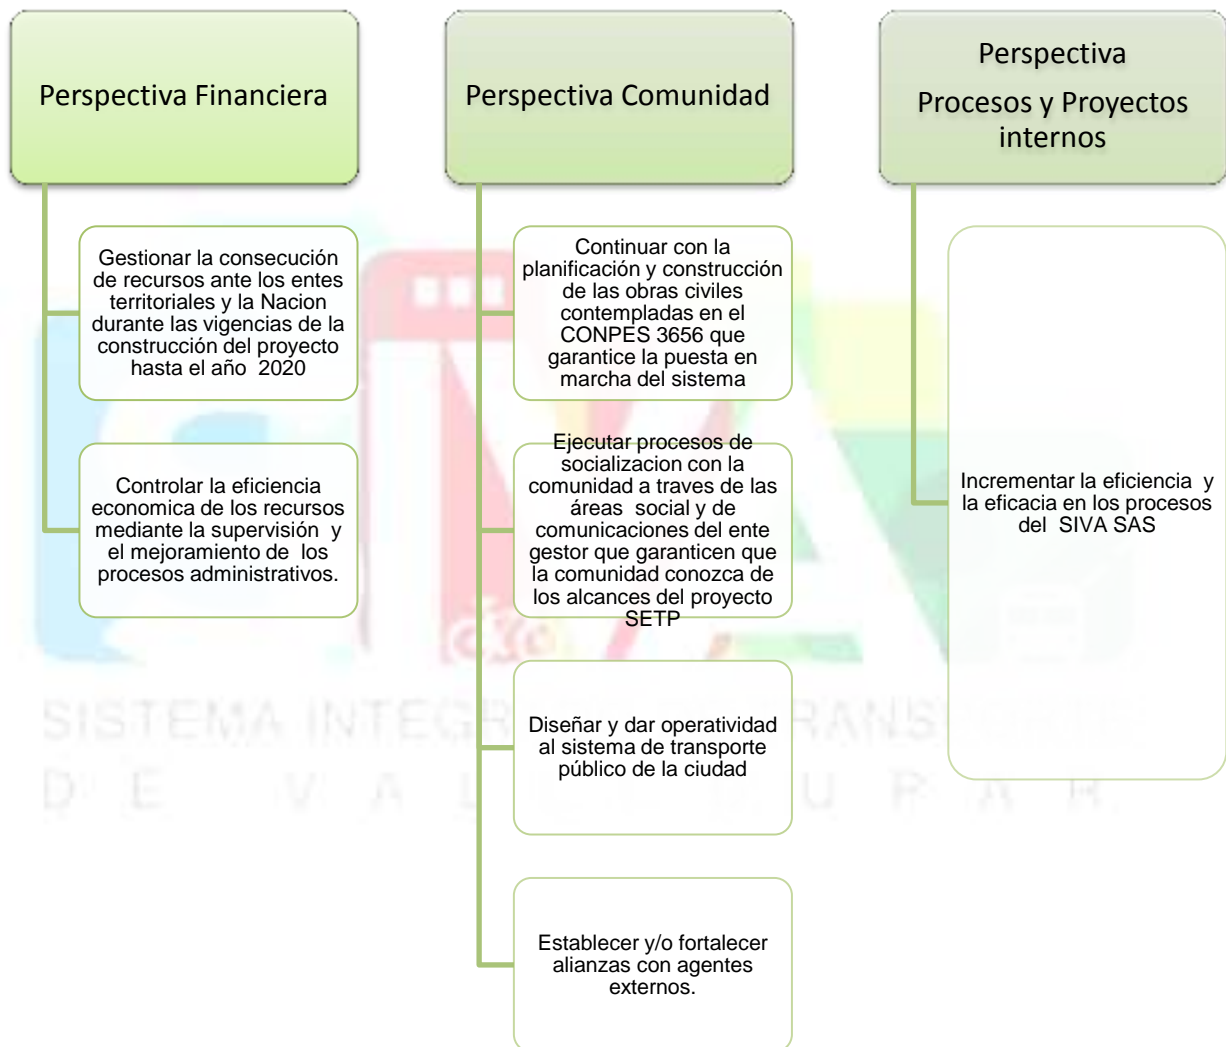 Perspectiva Financiera
Gestionar la consecución
de recursos ante los entes
territoriales y la Nacion
durante las vigencias de la
construcción del proyecto
hasta el año 2020
Controlar la eficiencia
economica de los recursos
mediante la supervisión y
el mejoramiento de los
procesos administrativos.
Perspectiva Comunidad
Continuar con la
planificación y construcción
de las obras civiles
contempladas en el
CONPES 3656 que
garantice la puesta en
marcha del sistema
Ejecutar procesos de
socializacion con la
comunidad a traves de las
áreas social y de
comunicaciones del ente
gestor que garanticen que
la comunidad conozca de
los alcances del proyecto
SETP
Diseñar y dar operatividad
al sistema de transporte
público de la ciudad
Establecer y/o fortalecer
alianzas con agentes
externos.
Perspectiva
Procesos y Proyectos
internos
Incrementar la eficiencia y
la eficacia en los procesos
del SIVA SAS
SISTEMA
DE